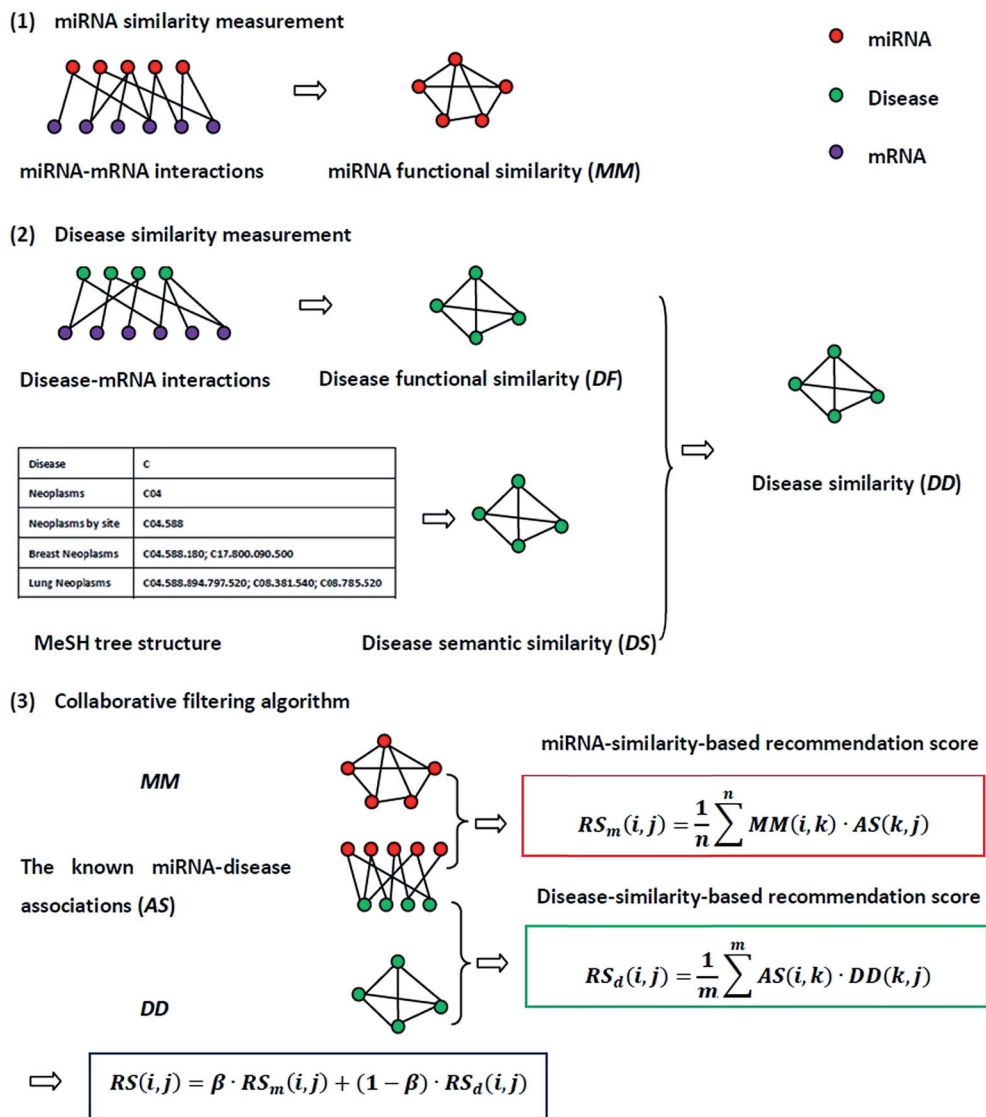 (1) miRNA similarity measurement
miRNA
Disease
mRNA
miRNA-mRNA interactions
miRNA functional similarity (MM)
(2) Disease similarity measurement
Disease-mRNA interactions
Disease functional similarity (DF)
Disease C
Neoplasms C04
Neoplasms by site C04.588
Breast Neoplasms C04.588.180; C17.800.090.500
Lung Neoplasms C04.588.894.797.520; C08.381.540; C08.785.520
MeSH tree structure
Disease semantic similarity (DS)
Disease similarity (DD)
(3) Collaborative filtering algorithm
MM
The known miRNA-disease
associations (AS)
DD
miRNA-similarity-based recommendation score
RS_m(i,j) = 1/n ∑^n MM(i,k) · AS(k,j)
Disease-similarity-based recommendation score
RS_d(i,j) = 1/m ∑^m AS(i,k) · DD(k,j)
RS(i,j) = β · RS_m(i,j) + (1 − β) · RS_d(i,j)